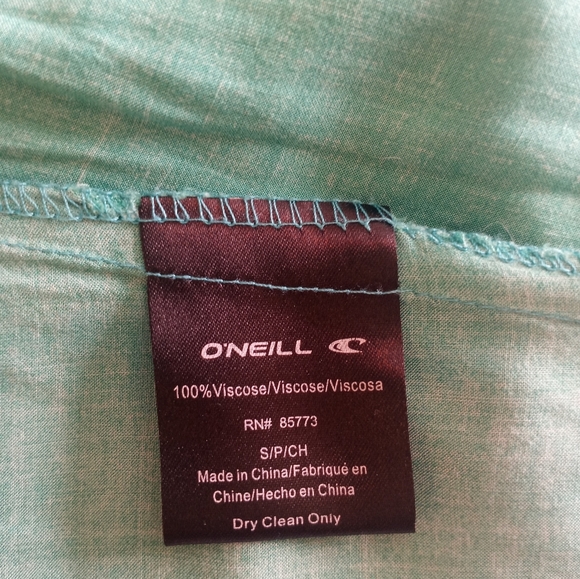 O'NEILL
100%Viscose/Viscose/Viscosa
RN# 85773
S/P/CH
Made in China/Fabriqué en
Chine/Hecho en China
Dry Clean Only